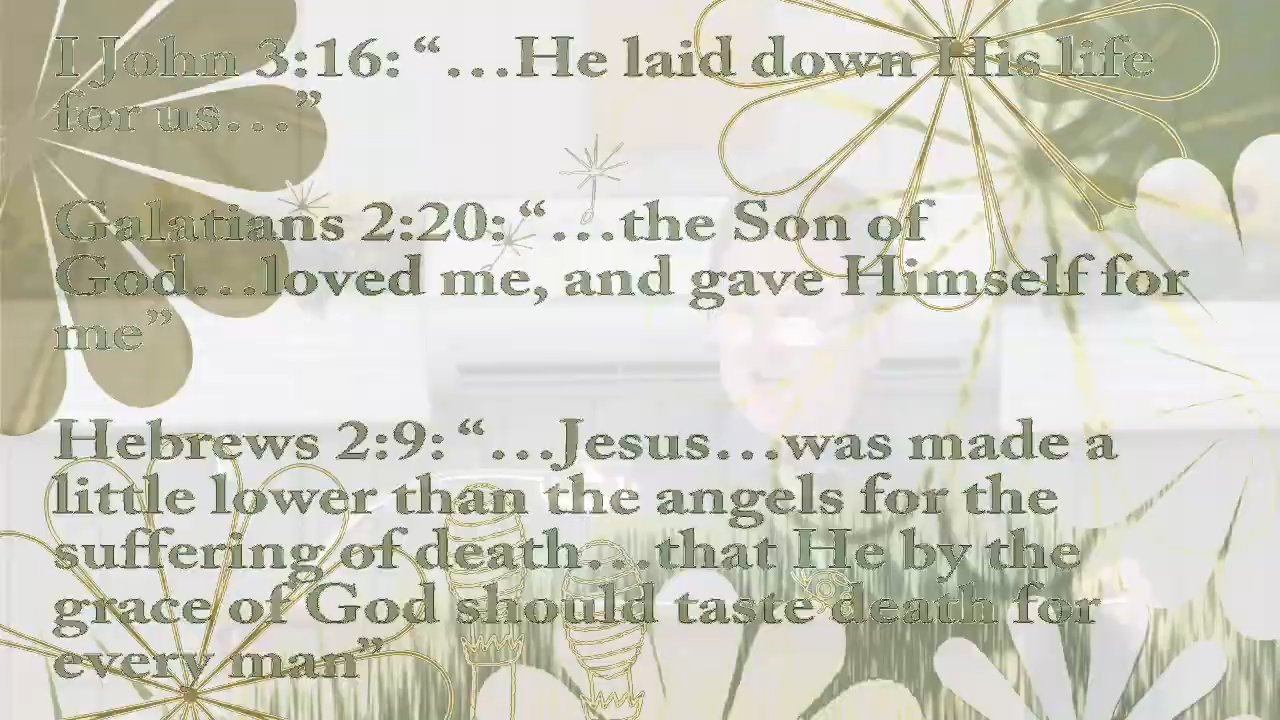 I John 3:16: “…He laid down His life
for us…”
Galatians 2:20: “…the Son of
God…loved me, and gave Himself for
me”
Hebrews 2:9: “…Jesus…was made a
little lower than the angels for the
suffering of death…that He by the
grace of God should taste death for
every man”